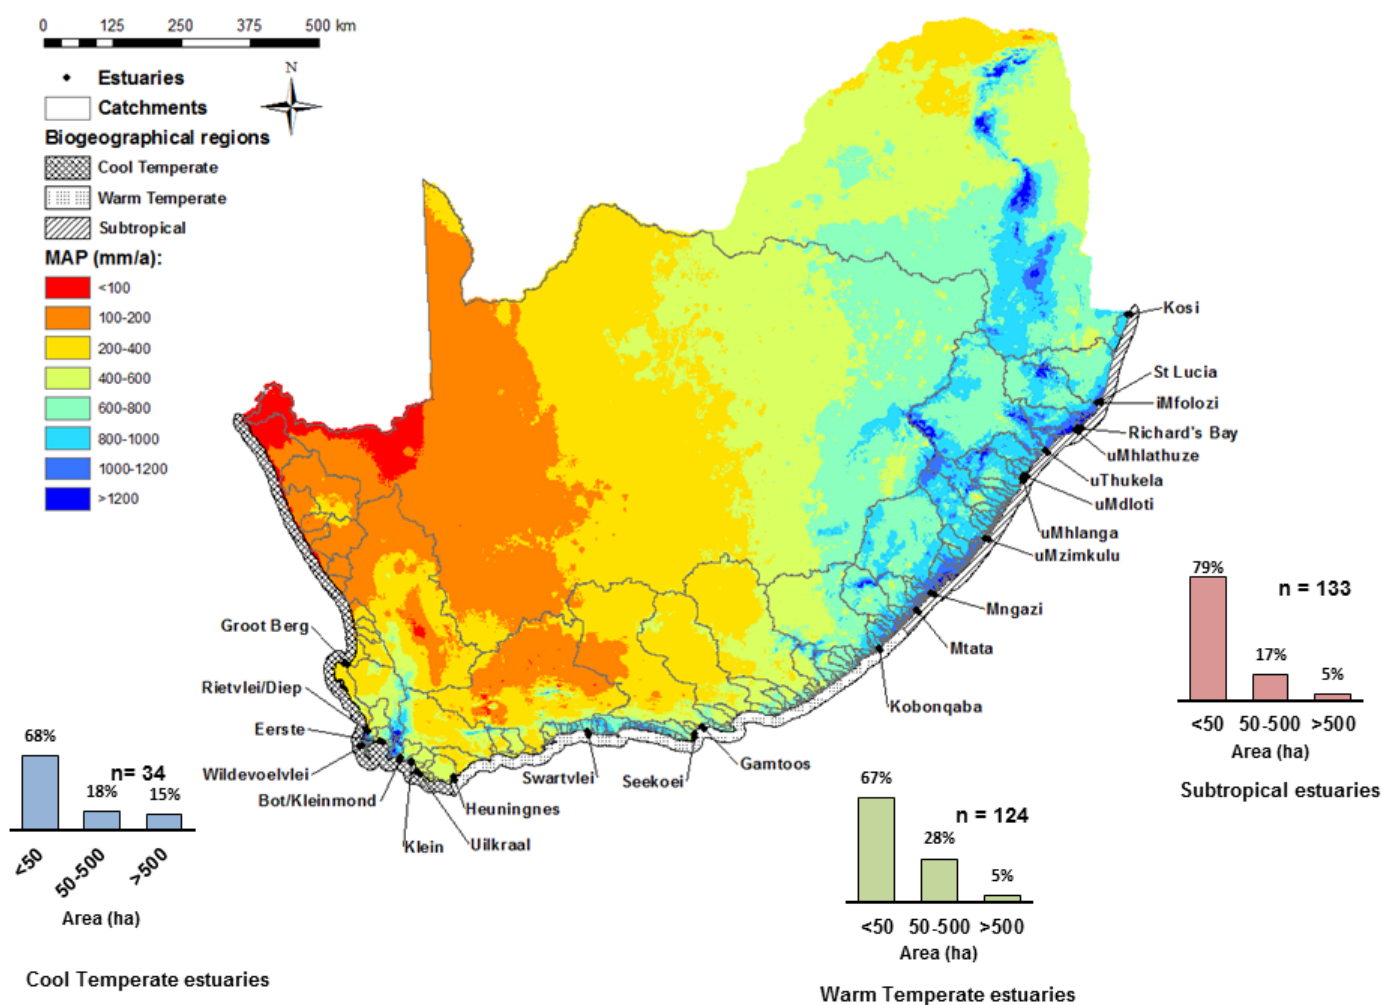 0 125 250 375 500 km
N
Estuaries
Catchments
Biogeographical regions
Cool Temperate
Warm Temperate
Subtropical
MAP (mm/a):
<100
100-200
200-400
400-600
600-800
800-1000
1000-1200
>1200
Kosi
St Lucia
iMfolozi
Richard's Bay
uMhlathuze
uThukela
uMdloti
uMhlanga
uMzimkulu
Mngazi
Mtata
Kobonqaba
Gamtoos
Seekoei
Swartvlei
Heuningnes
Uilkraal
Klein
Bot/Kleinmond
Wildevoelvlei
Eerste
Rietvlei/Diep
Groot Berg
68%
n= 34
18%
15%
<50
50-500
>500
Area (ha)
Cool Temperate estuaries
67%
n = 124
28%
5%
<50 50-500 >500
Area (ha)
Warm Temperate estuaries
79%
n = 133
17%
5%
<50 50-500 >500
Area (ha)
Subtropical estuaries